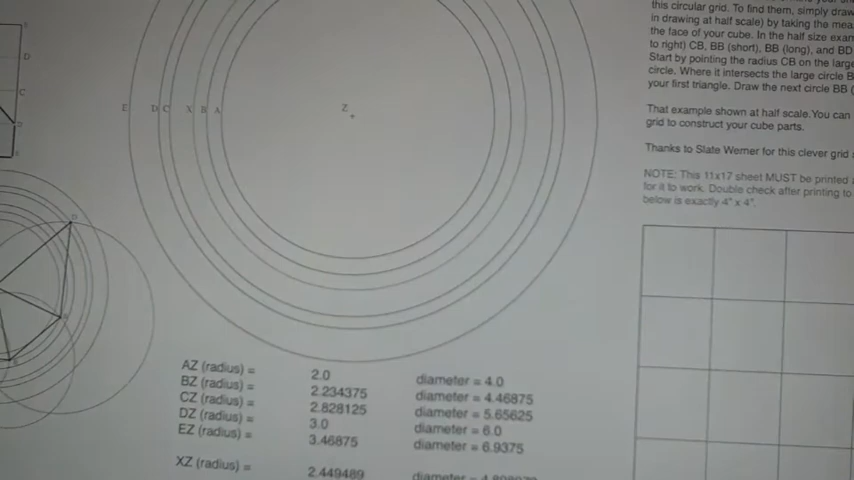 this circular grid. To find them, simply draw
in drawing at half scale) by taking the mea
the face of your cube. In the half size exam
to right) CB, BB (short), BB (long), and BD
Start by pointing the radius CB on the large
circle. Where it intersects the large circle B
your first triangle. Draw the next circle BB (
That example shown at half scale. You can
grid to construct your cube parts.
Thanks to Slate Werner for this clever grid
NOTE: This 11x17 sheet MUST be printed
for it to work. Double check after printing to
below is exactly 4" x 4".
D
C
E D C X B A Z
D
AZ (radius) = 2.0 diameter = 4.0
BZ (radius) = 2.234375 diameter = 4.46875
CZ (radius) = 2.828125 diameter = 5.65625
DZ (radius) = 3.0 diameter = 6.0
EZ (radius) = 3.46875 diameter = 6.9375
XZ (radius) = 2.449489 diameter =